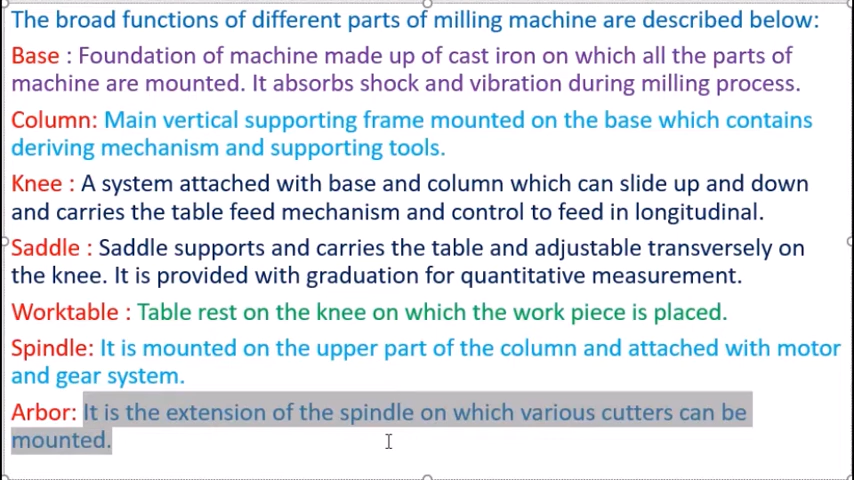 The broad functions of different parts of milling machine are described below:
Base : Foundation of machine made up of cast iron on which all the parts of
machine are mounted. It absorbs shock and vibration during milling process.
Column: Main vertical supporting frame mounted on the base which contains
deriving mechanism and supporting tools.
Knee : A system attached with base and column which can slide up and down
and carries the table feed mechanism and control to feed in longitudinal.
Saddle : Saddle supports and carries the table and adjustable transversely on
the knee. It is provided with graduation for quantitative measurement.
Worktable : Table rest on the knee on which the work piece is placed.
Spindle: It is mounted on the upper part of the column and attached with motor
and gear system.
Arbor: It is the extension of the spindle on which various cutters can be
mounted.